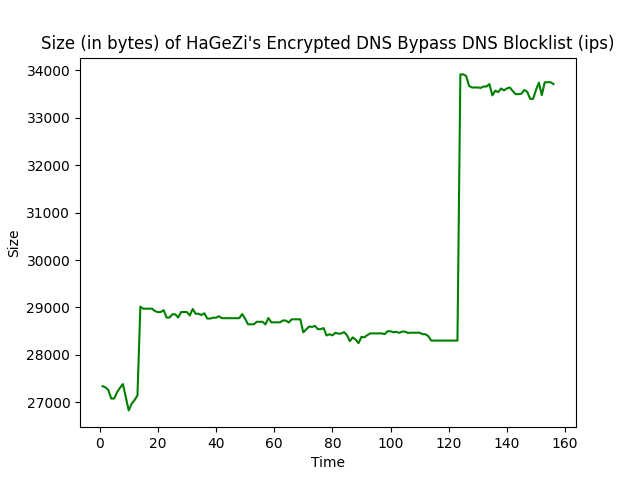 Size (in bytes) of HaGeZi's Encrypted DNS Bypass DNS Blocklist (ips)
34000
33000
32000
31000
30000
29000
28000
27000
Size
0 20 40 60 80 100 120 140 160
Time